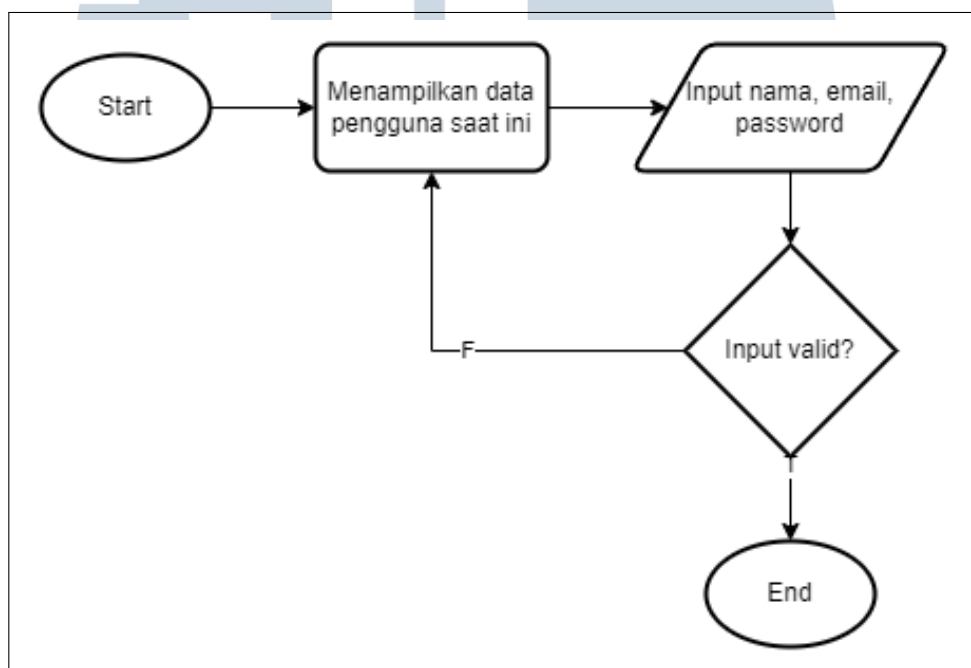 Start
Menampilkan data
pengguna saat ini
Input nama, email,
password
Input valid?
F
T
End